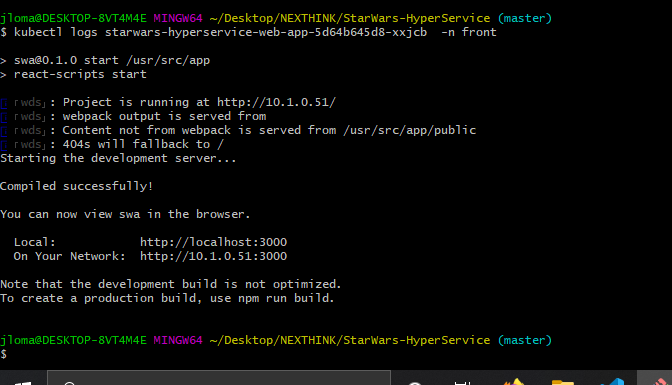 jloma@DESKTOP-8VT4M4E MINGW64 ~/Desktop/NEXTHINK/StarWars-HyperService (master)
$ kubectl logs starwars-hyperservice-web-app-5d64b645d8-xxjcb  -n front
> swa@0.1.0 start /usr/src/app
> react-scripts start
「wds」: Project is running at http://10.1.0.51/
「wds」: webpack output is served from
「wds」: Content not from webpack is served from /usr/src/app/public
「wds」: 404s will fallback to /
Starting the development server...
Compiled successfully!
You can now view swa in the browser.
Local:            http://localhost:3000
On Your Network:  http://10.1.0.51:3000
Note that the development build is not optimized.
To create a production build, use npm run build.
jloma@DESKTOP-8VT4M4E MINGW64 ~/Desktop/NEXTHINK/StarWars-HyperService (master)
$